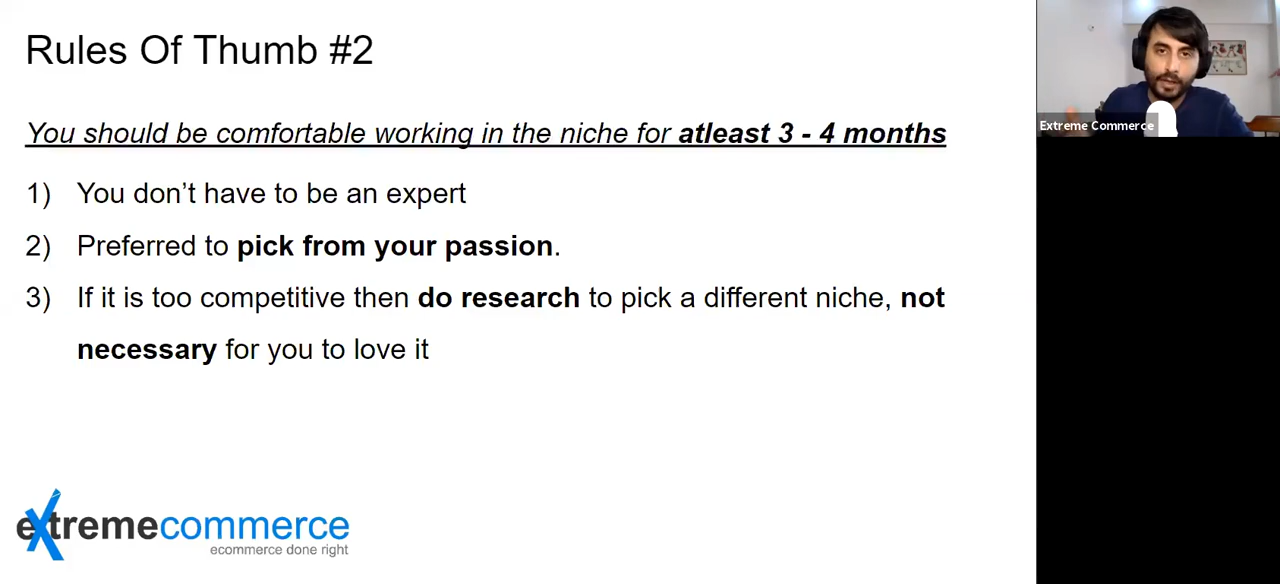 Rules Of Thumb #2
You should be comfortable working in the niche for atleast 3 - 4 months
1) You don’t have to be an expert
2) Preferred to pick from your passion.
3) If it is too competitive then do research to pick a different niche, not
necessary for you to love it
extremecommerce
ecommerce done right
Extreme Commerce